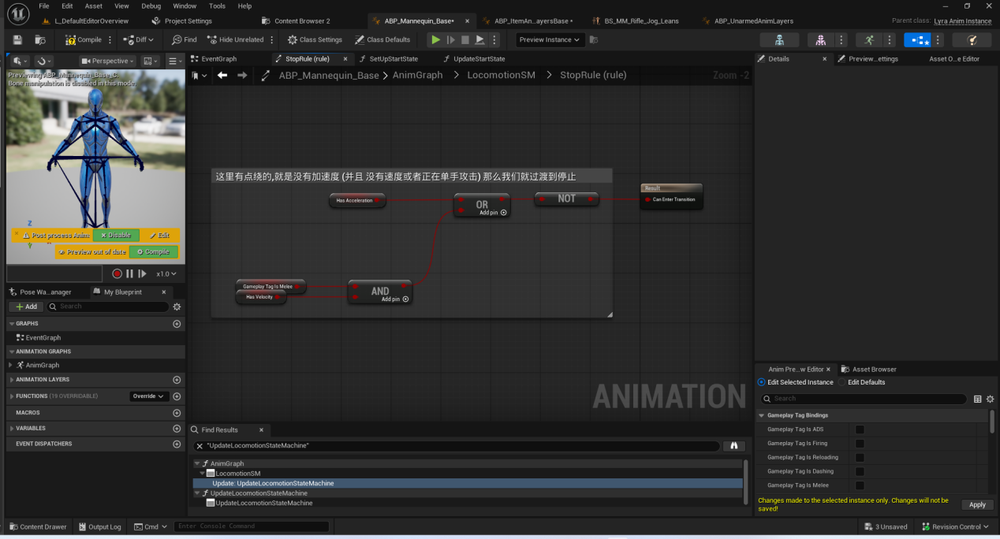 File Edit Asset View Debug Window Tools Help
L_DefaultEditorOverview Project Settings Content Browser 2 ABP_Mannequin_Base* ABP_ItemAn_ayersBase* BS_MM_Rifle_Jog_Leans ABP_UnarmedAnimLayers Parent class: Lyra Anim Instance
Compile Diff Find Hide Unrelated Class Settings Class Defaults Preview Instance
Perspective
Previewing ABP_Mannequin_Base_C.
Bone manipulation is disabled in this mode.
Z
Y
Post process Anim: Disable Edit
Preview out of date Compile
x1.0
Pose Wa...anager My Blueprint
Add Search
GRAPHS
EventGraph
ANIMATION GRAPHS
AnimGraph
ANIMATION LAYERS
FUNCTIONS (19 OVERRIDABLE) Override
MACROS
VARIABLES
EVENT DISPATCHERS
EventGraph StopRule (rule) SetUpStartState UpdateStartState
ABP_Mannequin_Base > AnimGraph > LocomotionSM > StopRule (rule) Zoom -2
这里有点绕的,就是没有加速度 (并且 没有速度或者正在单手攻击) 那么我们就过渡到停止
Has Acceleration
OR
Add pin
NOT
Result
Can Enter Transition
Gameplay Tag Is Melee
Has Velocity
AND
Add pin
ANIMATION
Find Results
"UpdateLocomotionStateMachine"
AnimGraph
LocomotionSM
Update: UpdateLocomotionStateMachine
UpdateLocomotionStateMachine
UpdateLocomotionStateMachine
Details Preview...ettings Asset O...e Editor
Anim Pre...w Editor Asset Browser
Edit Selected Instance Edit Defaults
Search
Gameplay Tag Bindings
Gameplay Tag Is ADS
Gameplay Tag Is Firing
Gameplay Tag Is Reloading
Gameplay Tag Is Dashing
Gameplay Tag Is Melee
Changes made to the selected instance only. Changes will not be
saved!
Apply
Content Drawer Output Log Cmd Enter Console Command 3 Unsaved Revision Control